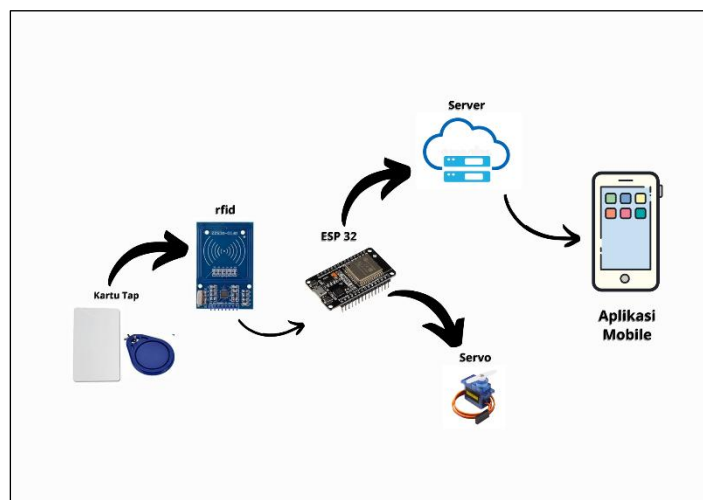 Server
rfid
ESP 32
Kartu Tap
Aplikasi
Mobile
Servo